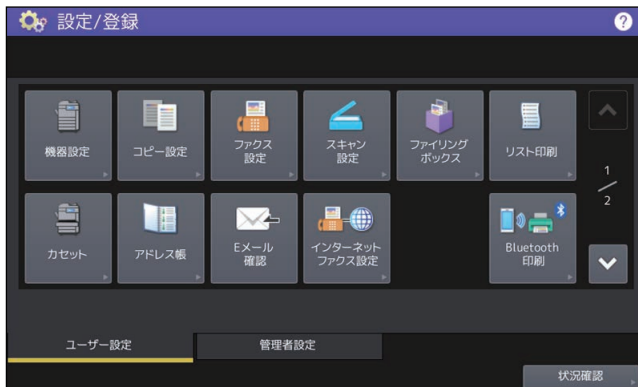 設定/登録
?
機器設定
コピー設定
ファクス
設定
スキャン
設定
ファイリング
ボックス
リスト印刷
1
2
カセット
アドレス帳
Eメール
確認
インターネット
ファクス設定
Bluetooth
印刷
ユーザー設定
管理者設定
状況確認